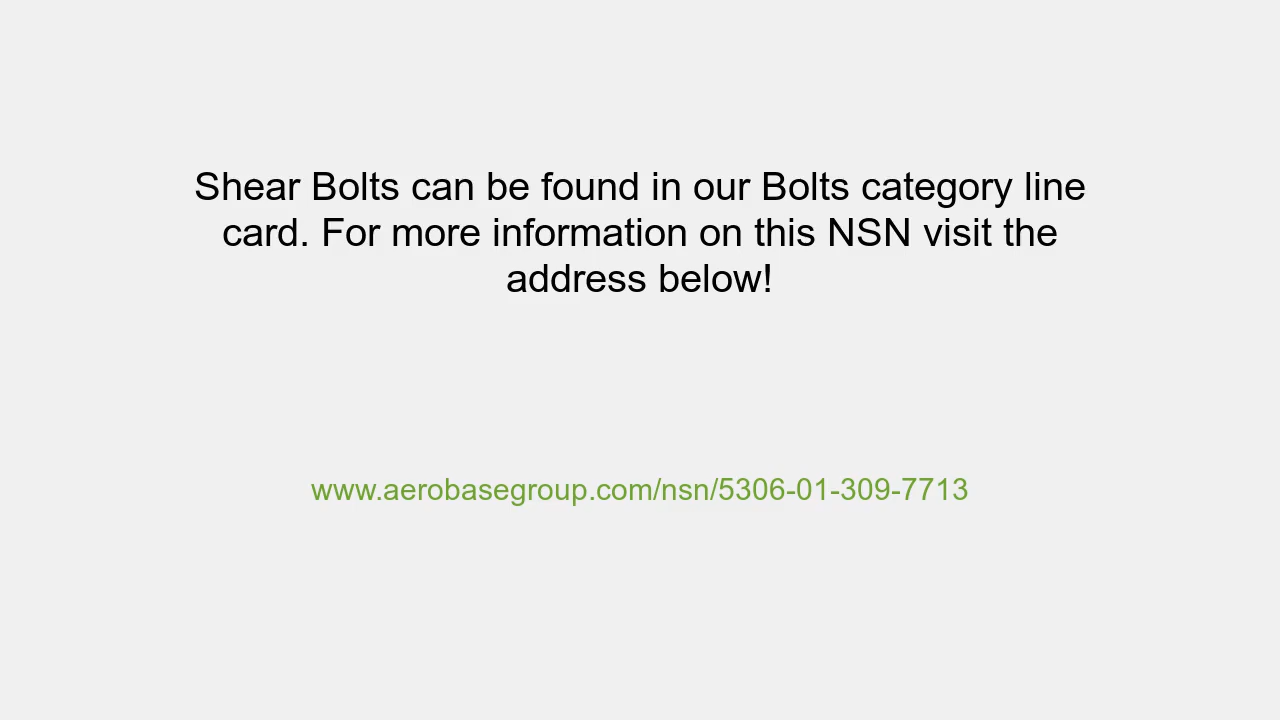 Shear Bolts can be found in our Bolts category line
card. For more information on this NSN visit the
address below!
www.aerobasegroup.com/nsn/5306-01-309-7713